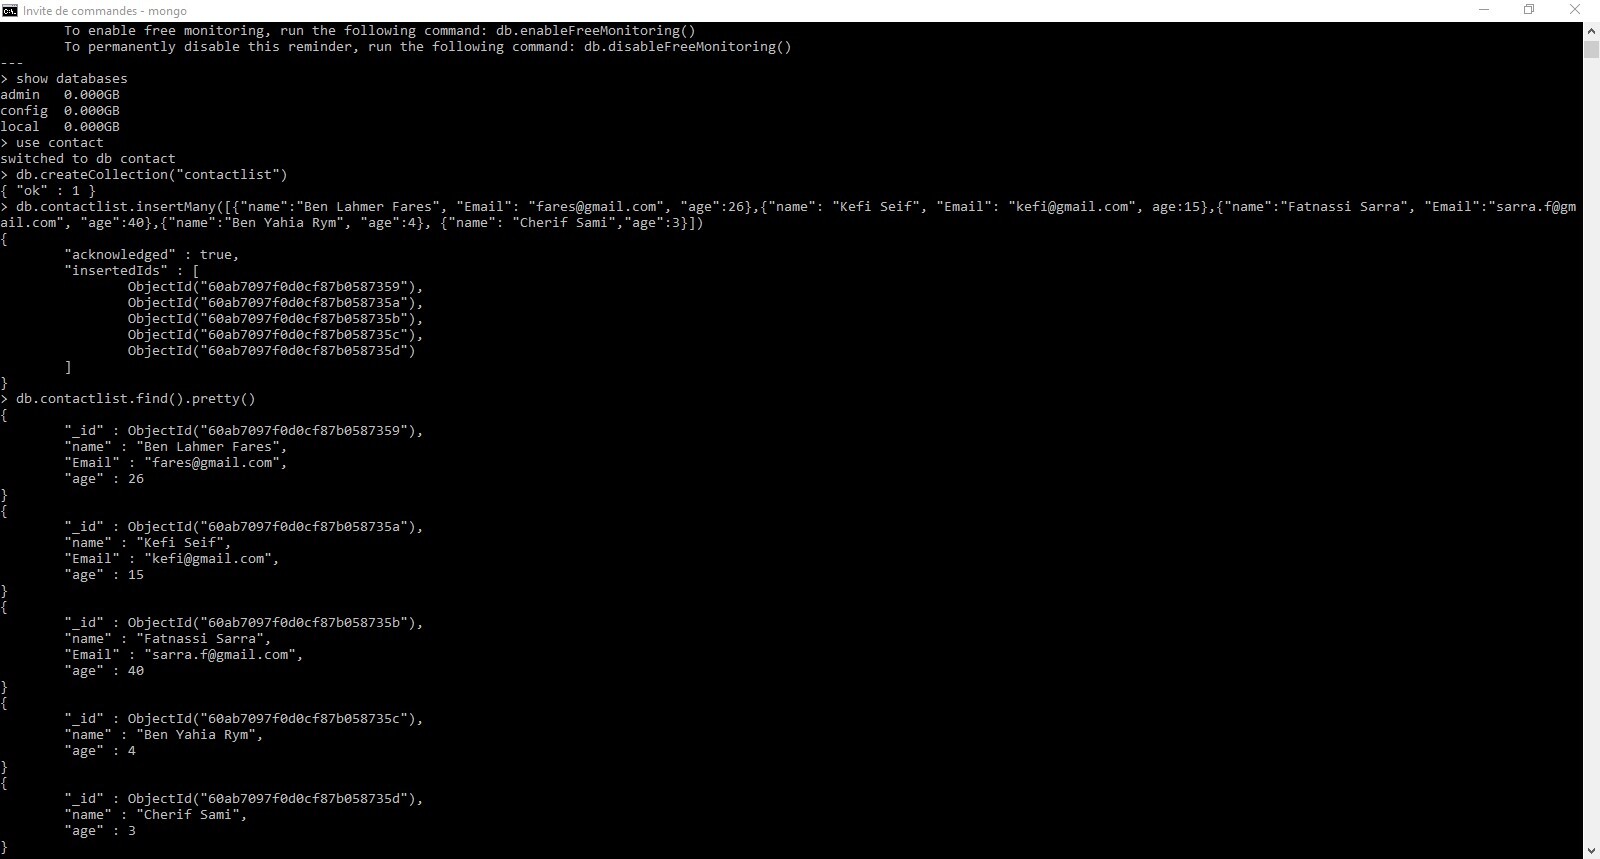 Invite de commandes - mongo
To enable free monitoring, run the following command: db.enableFreeMonitoring()
To permanently disable this reminder, run the following command: db.disableFreeMonitoring()
---
> show databases
admin   0.000GB
config  0.000GB
local   0.000GB
> use contact
switched to db contact
> db.createCollection("contactlist")
{ "ok" : 1 }
> db.contactlist.insertMany([{"name":"Ben Lahmer Fares", "Email": "fares@gmail.com", "age":26},{"name": "Kefi Seif", "Email": "kefi@gmail.com", age:15},{"name":"Fatnassi Sarra", "Email":"sarra.f@gm
ail.com", "age":40},{"name":"Ben Yahia Rym", "age":4}, {"name": "Cherif Sami","age":3}])
{
        "acknowledged" : true,
        "insertedIds" : [
                ObjectId("60ab7097f0d0cf87b0587359"),
                ObjectId("60ab7097f0d0cf87b058735a"),
                ObjectId("60ab7097f0d0cf87b058735b"),
                ObjectId("60ab7097f0d0cf87b058735c"),
                ObjectId("60ab7097f0d0cf87b058735d")
        ]
}
> db.contactlist.find().pretty()
{
        "_id" : ObjectId("60ab7097f0d0cf87b0587359"),
        "name" : "Ben Lahmer Fares",
        "Email" : "fares@gmail.com",
        "age" : 26
}
{
        "_id" : ObjectId("60ab7097f0d0cf87b058735a"),
        "name" : "Kefi Seif",
        "Email" : "kefi@gmail.com",
        "age" : 15
}
{
        "_id" : ObjectId("60ab7097f0d0cf87b058735b"),
        "name" : "Fatnassi Sarra",
        "Email" : "sarra.f@gmail.com",
        "age" : 40
}
{
        "_id" : ObjectId("60ab7097f0d0cf87b058735c"),
        "name" : "Ben Yahia Rym",
        "age" : 4
}
{
        "_id" : ObjectId("60ab7097f0d0cf87b058735d"),
        "name" : "Cherif Sami",
        "age" : 3
}